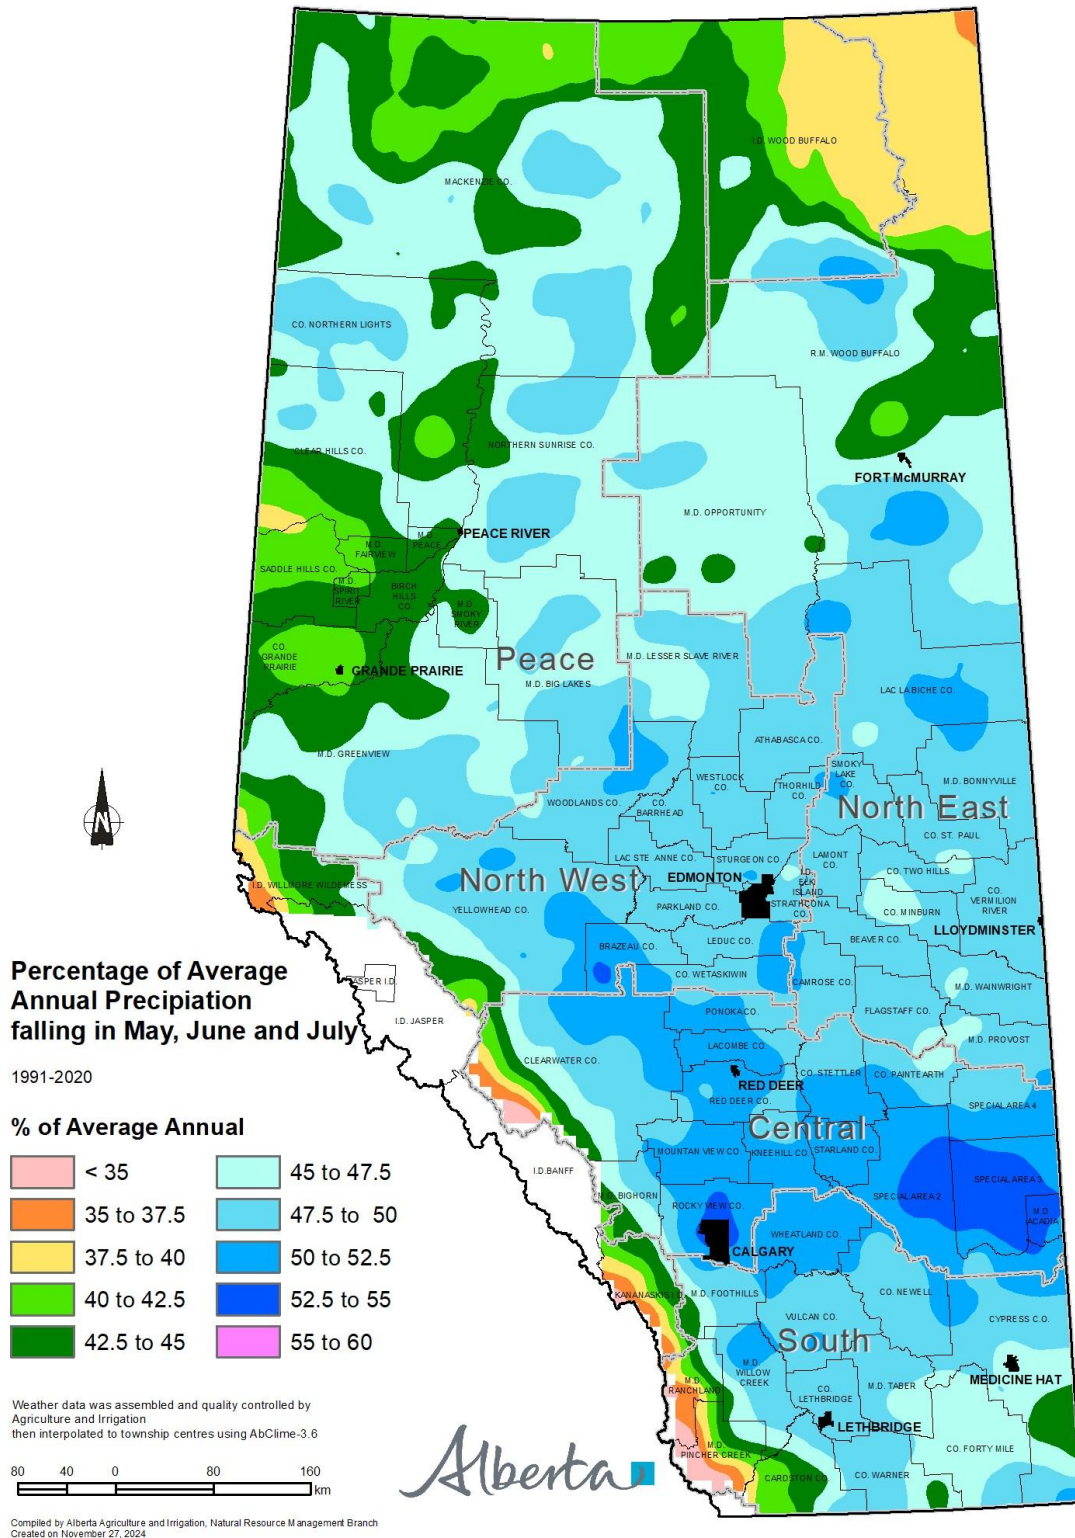 I.D. WOOD BUFFALO
MACKENZIE CO.
CO. NORTHERN LIGHTS
R.M. WOOD BUFFALO
CLEAR HILLS CO.
NORTHERN SUNRISE CO.
FORT McMURRAY
M.D. OPPORTUNITY
PEACE RIVER
M.D.
PEACE
M.D.
FAIRVIEW
SADDLE HILLS CO.
M.D.
SPIRIT
RIVER
BIRCH
HILLS
CO.
M.D.
SMOKY
RIVER
CO.
GRANDE
PRAIRIE
GRANDE PRAIRIE
Peace
M.D. LESSER SLAVE RIVER
M.D. BIG LAKES
LAC LA BICHE CO.
M.D. GREENVIEW
ATHABASCA CO.
WESTLOCK
CO.
THORHILD
CO.
SMOKY
LAKE
CO.
M.D. BONNYVILLE
WOODLANDS CO.
CO.
BARRHEAD
North East
CO. ST. PAUL
N
LAC STE ANNE CO.
STURGEON CO.
LAMONT
CO.
CO. TWO HILLS
I.D. WILLMORE WILDERNESS
North West
EDMONTON
I.D.
ELK
ISLAND
STRATHCONA
CO.
CO.
VERMILION
RIVER
YELLOWHEAD CO.
PARKLAND CO.
CO. MINBURN
LLOYDMINSTER
BRAZEAU CO.
LEDUC CO.
BEAVER CO.
CO. WETASKIWIN
CAMROSE CO.
M.D. WAINWRIGHT
Percentage of Average
Annual Precipiation
falling in May, June and July
1991-2020
JASPER I.D.
I.D. JASPER
PONOKA CO.
FLAGSTAFF CO.
M.D. PROVOST
CLEARWATER CO.
LACOMBE CO.
CO. STETTLER
CO. PAINTEARTH
RED DEER
RED DEER CO.
SPECIAL AREA 4
Central
I.D. BANFF
MOUNTAIN VIEW CO.
KNEEHILL CO.
STARLAND CO.
SPECIAL AREA 3
M.D. BIGHORN
ROCKY VIEW CO.
SPECIAL AREA 2
M.D.
ACADIA
WHEATLAND CO.
CALGARY
KANANASKIS I.D.
M.D. FOOTHILLS
CO. NEWELL
VULCAN CO.
CYPRESS C.O.
South
M.D.
WILLOW
CREEK
M.D.
RANCHLAND
CO.
LETHBRIDGE
M.D. TABER
MEDICINE HAT
LETHBRIDGE
M.D.
PINCHER CREEK
CO. FORTY MILE
CARDSTON CO.
CO. WARNER
% of Average Annual
< 35
35 to 37.5
37.5 to 40
40 to 42.5
42.5 to 45
45 to 47.5
47.5 to 50
50 to 52.5
52.5 to 55
55 to 60
Weather data was assembled and quality controlled by
Agriculture and Irrigation
then interpolated to township centres using AbClime-3.6
80 40 0 80 160
km
Alberta
Compiled by Alberta Agriculture and Irrigation, Natural Resource Management Branch
Created on November 27, 2024